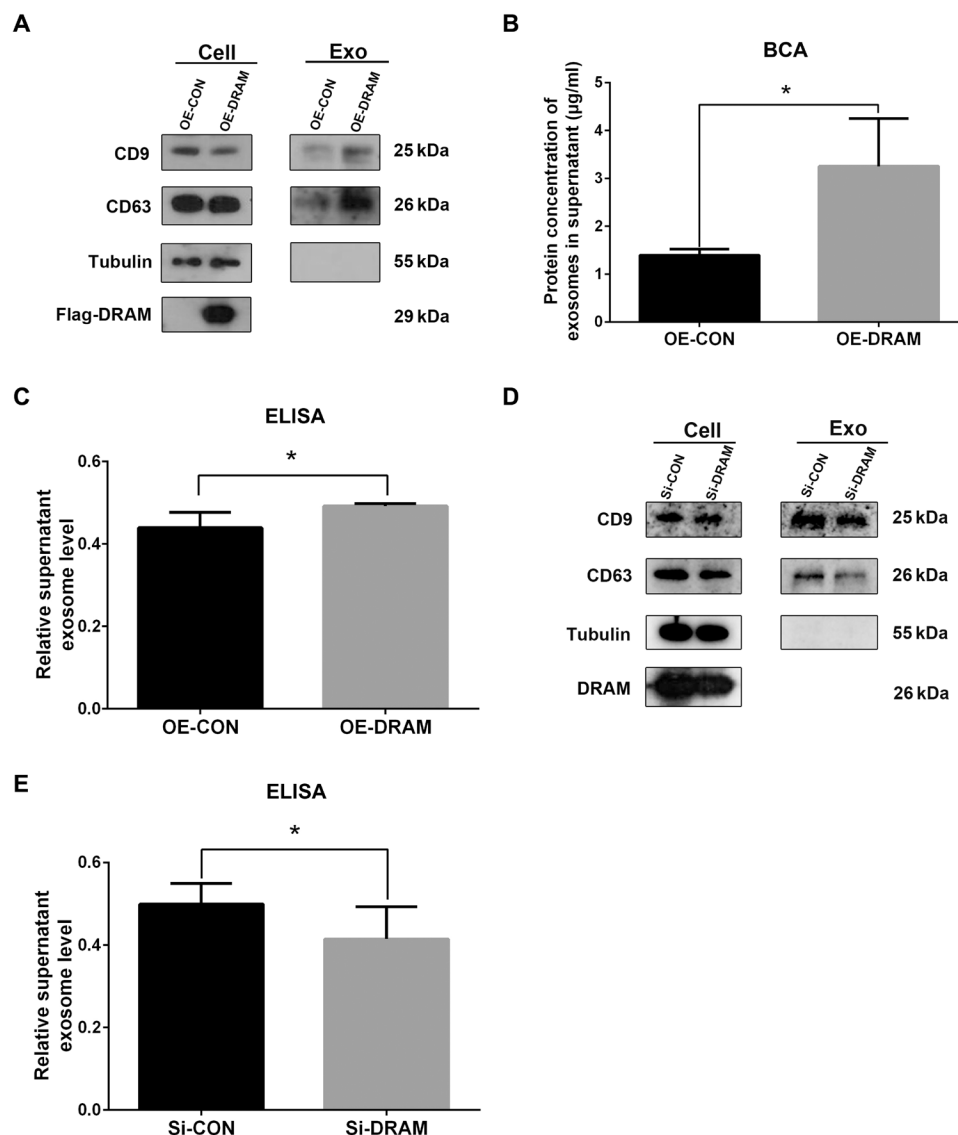 A
Cell
Exo
OE-CON
OE-DRAM
OE-CON
OE-DRAM
CD9
25 kDa
CD63
26 kDa
Tubulin
55 kDa
Flag-DRAM
29 kDa
B
BCA
Protein concentration of
exosomes in supernatant (μg/ml)
5
4
3
2
1
0
*
OE-CON
OE-DRAM
C
ELISA
Relative supernatant
exosome level
0.6
0.4
0.2
0.0
*
OE-CON
OE-DRAM
D
Cell
Exo
Si-CON
Si-DRAM
Si-CON
Si-DRAM
CD9
25 kDa
CD63
26 kDa
Tubulin
55 kDa
DRAM
26 kDa
E
ELISA
Relative supernatant
exosome level
0.6
0.4
0.2
0.0
*
Si-CON
Si-DRAM